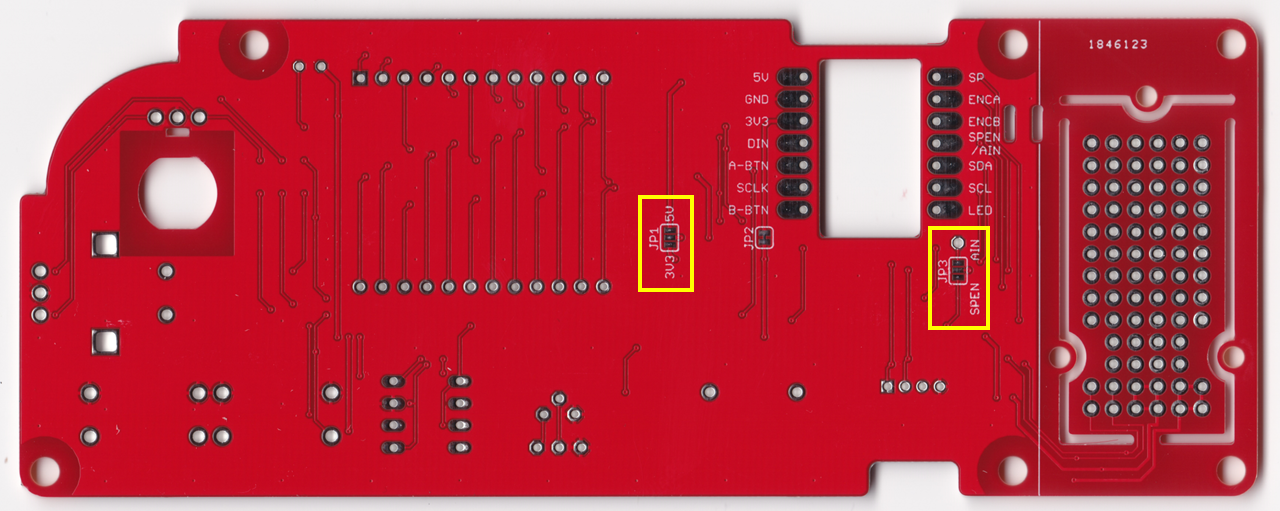 1846123
5V
GND
3V3
DIN
A-BTN
SCLK
B-BTN
SP
ENCA
ENCB
SPEN
/AIN
SDA
SCL
LED
JP1
5V
3V3
JP2
JP3
AIN
SPEN